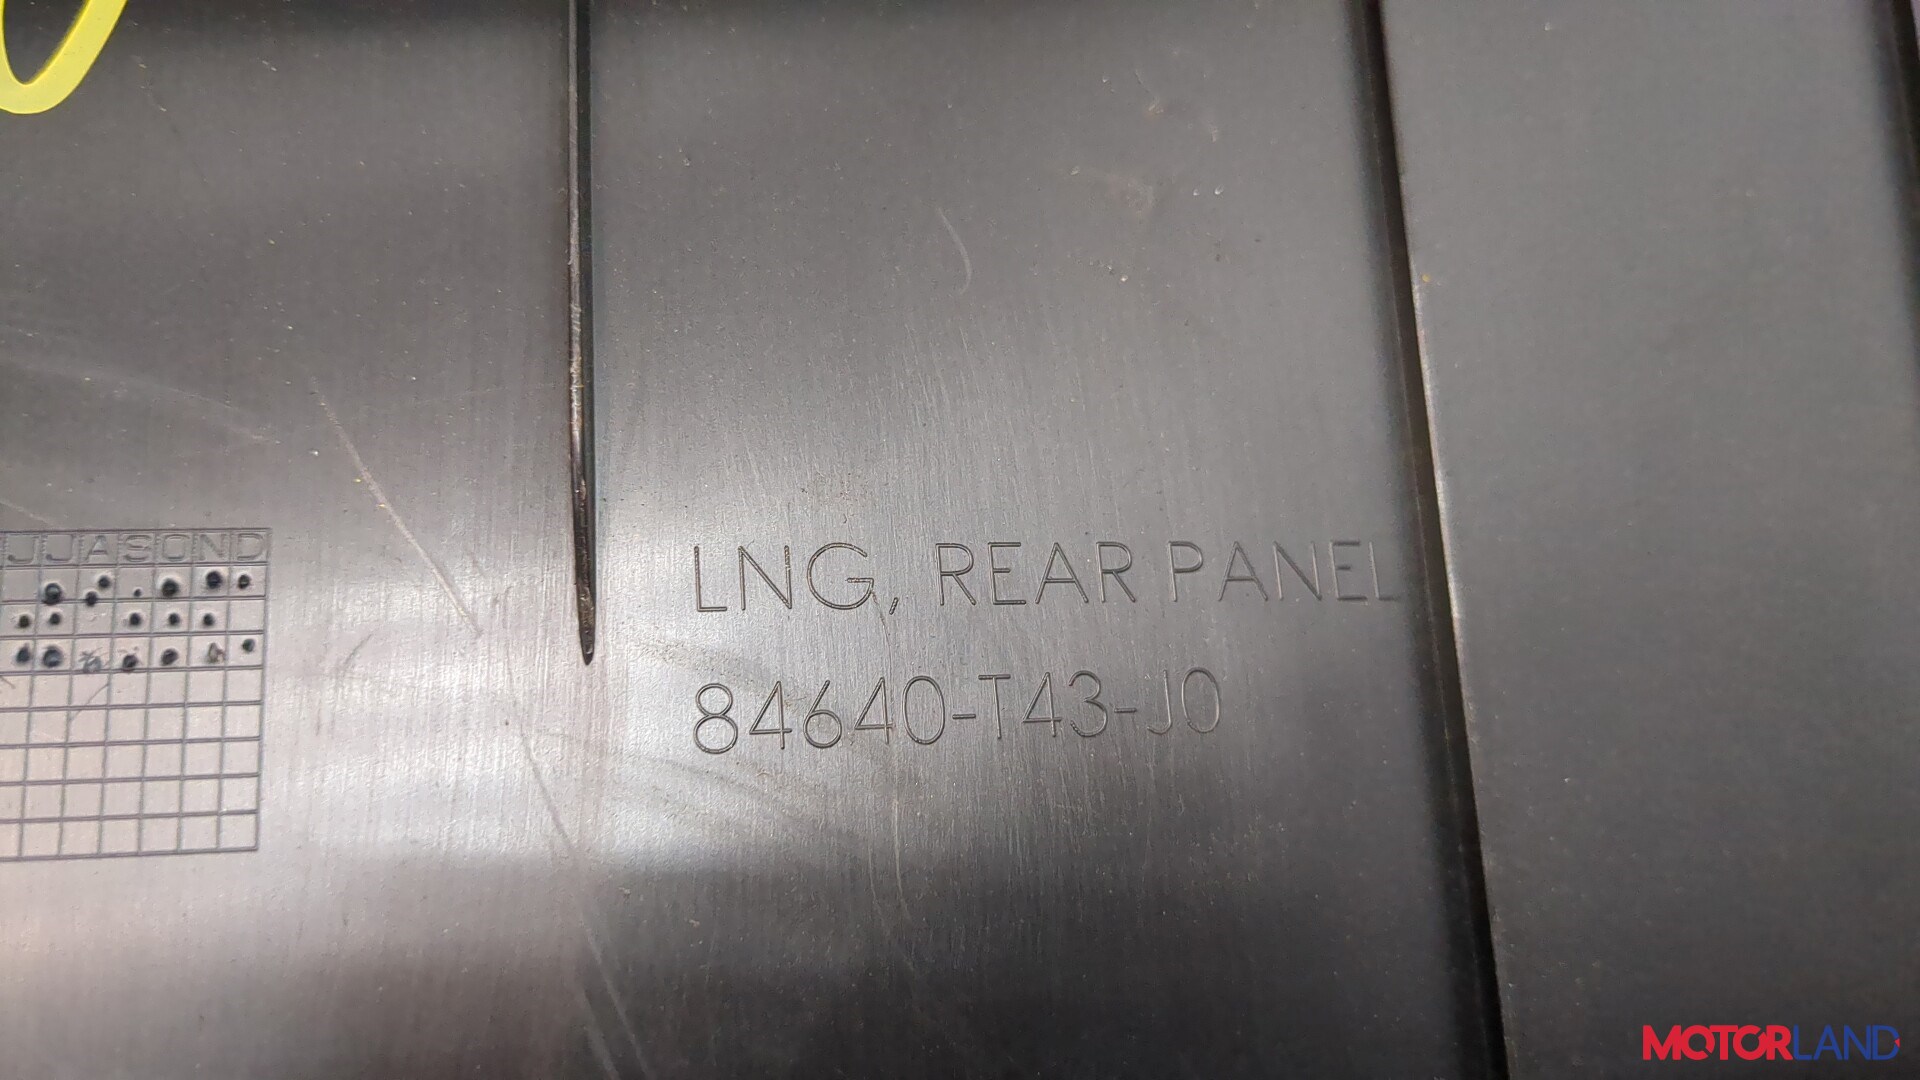 JJASOND
LNG, REAR PANEL
84640-T43-J0
MOTORLAND